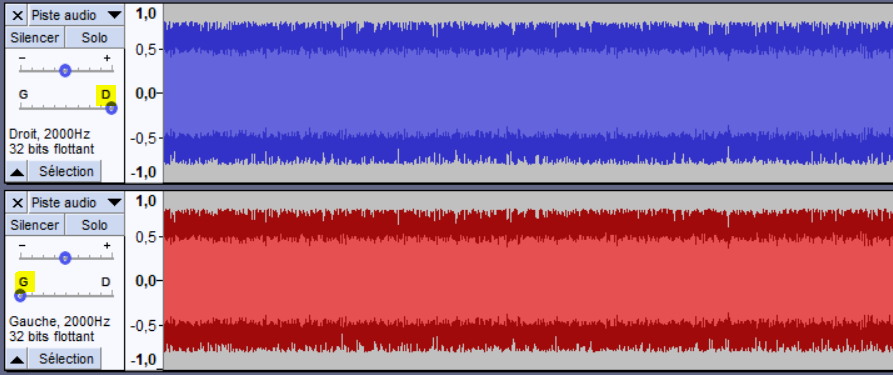 × Piste audio ▼
Silencer Solo
- +
G D
Droit, 2000Hz
32 bits flottant
▲ Sélection
1,0
0,5-
0,0-
-0,5-
-1,0
× Piste audio ▼
Silencer Solo
- +
G D
Gauche, 2000Hz
32 bits flottant
▲ Sélection
1,0
0,5-
0,0-
-0,5-
-1,0